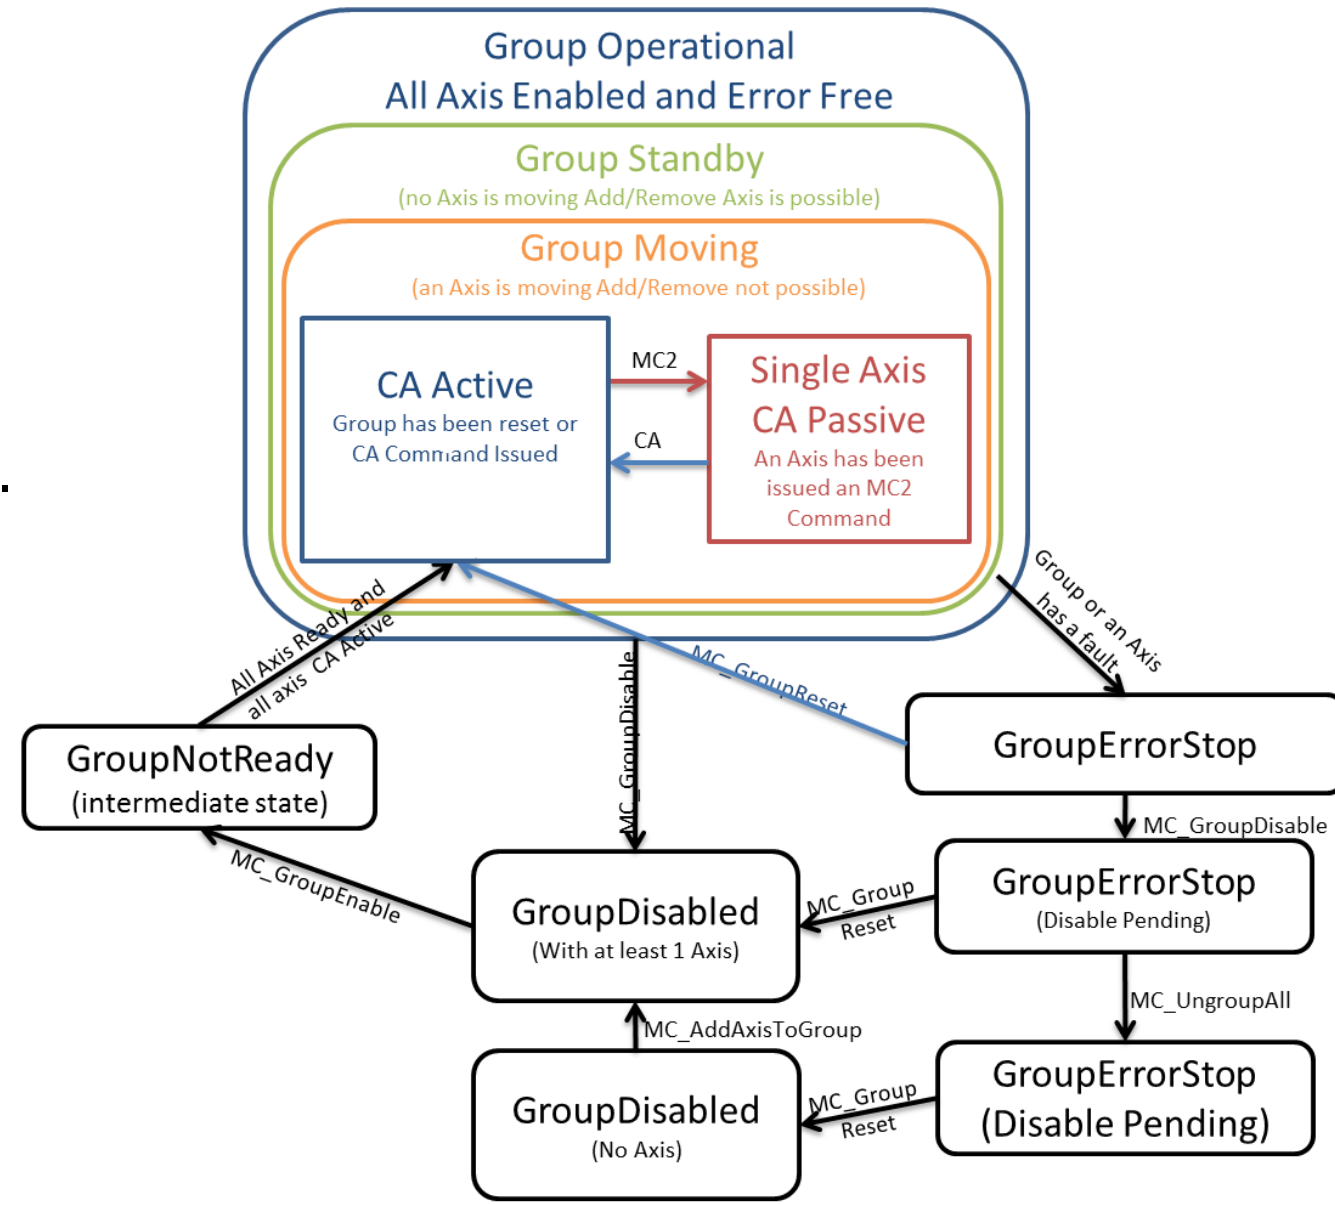 Group Operational
All Axis Enabled and Error Free
Group Standby
(no Axis is moving Add/Remove Axis is possible)
Group Moving
(an Axis is moving Add/Remove not possible)
CA Active
Group has been reset or
CA Command Issued
MC2
CA
Single Axis
CA Passive
An Axis has been
issued an MC2
Command
.
All Axis Ready and
all axis CA Active
MC_GroupDisable
MC_GroupReset
Group or an Axis
has a fault
GroupNotReady
(intermediate state)
GroupErrorStop
MC_GroupDisable
MC_GroupEnable
GroupDisabled
(With at least 1 Axis)
MC_Group
Reset
GroupErrorStop
(Disable Pending)
MC_UngroupAll
MC_AddAxisToGroup
GroupDisabled
(No Axis)
MC_Group
Reset
GroupErrorStop
(Disable Pending)